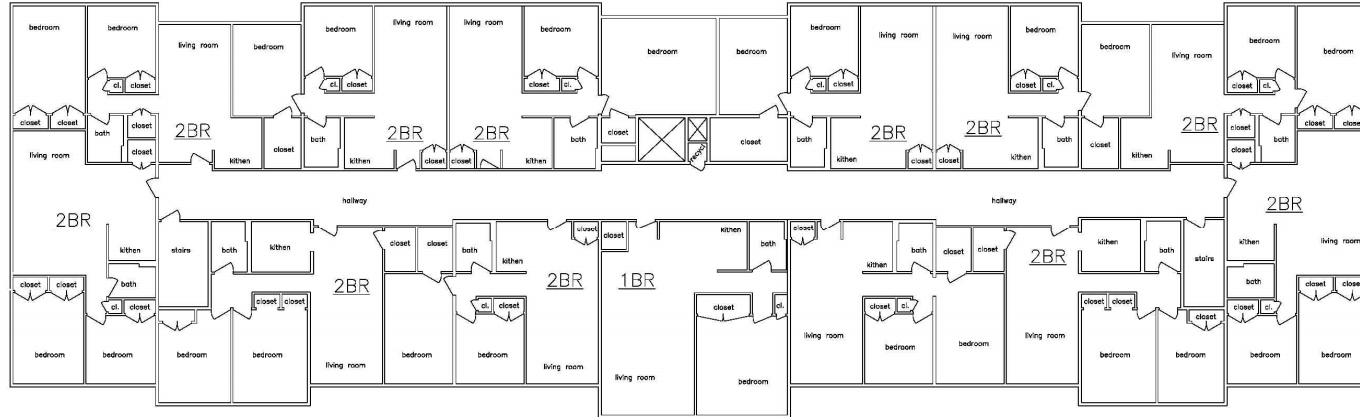 bedroom
bedroom
living room
bedroom
bedroom
living room
living room
bedroom
bedroom
bedroom
bedroom
living room
living room
bedroom
bedroom
living room
bedroom
bedroom
cl.
closet
cl.
closet
closet
cl.
cl.
closet
closet
cl.
closet
cl.
closet
closet
closet
closet
closet
closet
closet
bath
2BR
2BR
2BR
2BR
2BR
2BR
closet
bath
closet
closet
bath
kithen
closet
closet
kithen
bath
closet
recycl
closet
bath
kithen
closet
closet
kithen
bath
closet
kithen
closet
bath
living room
kithen
hallway
hallway
2BR
2BR
kithen
stairs
bath
kithen
closet
closet
bath
kithen
closet
closet
kithen
bath
closet
kithen
bath
closet
closet
kithen
bath
stairs
kithen
living room
2BR
2BR
1BR
2BR
closet
closet
bath
bath
closet
closet
cl.
closet
closet
closet
cl.
closet
closet
cl.
closet
cl.
closet
closet
closet
closet
cl.
closet
closet
bedroom
bedroom
bedroom
bedroom
living room
bedroom
bedroom
living room
living room
bedroom
living room
bedroom
bedroom
living room
bedroom
bedroom
bedroom
bedroom